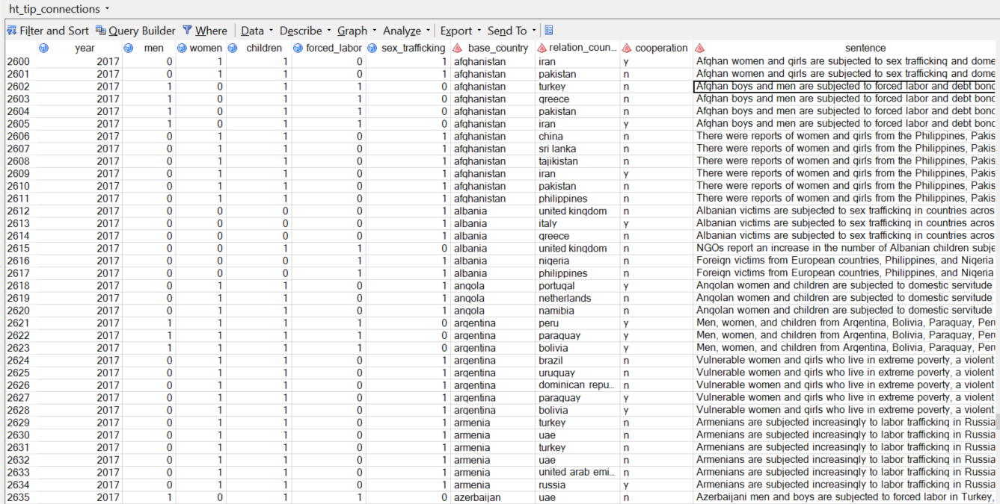 ht_tip_connections
Filter and Sort Query Builder Where Data Describe Graph Analyze Export Send To
year men women children forced_labor sex_trafficking base_country relation_coun... cooperation sentence
2600 2017 0 1 1 0 1 afghanistan iran y Afghan women and girls are subjected to sex trafficking and dome
2601 2017 0 1 1 0 1 afghanistan pakistan n Afghan women and girls are subjected to sex trafficking and dome
2602 2017 1 0 1 1 0 afghanistan turkey n Afghan boys and men are subjected to forced labor and debt bond
2603 2017 1 0 1 1 0 afghanistan greece n Afghan boys and men are subjected to forced labor and debt bond
2604 2017 1 0 1 1 0 afghanistan pakistan n Afghan boys and men are subjected to forced labor and debt bond
2605 2017 1 0 1 1 0 afghanistan iran y Afghan boys and men are subjected to forced labor and debt bond
2606 2017 0 1 1 0 1 afghanistan china n There were reports of women and girls from the Philippines, Pakis
2607 2017 0 1 1 0 1 afghanistan sri lanka n There were reports of women and girls from the Philippines, Pakis
2608 2017 0 1 1 0 1 afghanistan tajikistan n There were reports of women and girls from the Philippines, Pakis
2609 2017 0 1 1 0 1 afghanistan iran y There were reports of women and girls from the Philippines, Pakis
2610 2017 0 1 1 0 1 afghanistan pakistan n There were reports of women and girls from the Philippines, Pakis
2611 2017 0 1 1 0 1 afghanistan philippines n There were reports of women and girls from the Philippines, Pakis
2612 2017 0 0 0 0 1 albania united kingdom n Albanian victims are subjected to sex trafficking in countries acros
2613 2017 0 0 0 0 1 albania italy y Albanian victims are subjected to sex trafficking in countries acros
2614 2017 0 0 0 0 1 albania greece n Albanian victims are subjected to sex trafficking in countries acros
2615 2017 0 0 1 1 0 albania united kingdom n NGOs report an increase in the number of Albanian children subje
2616 2017 0 0 0 1 1 albania nigeria n Foreign victims from European countries, Philippines, and Nigeria
2617 2017 0 0 0 1 1 albania philippines n Foreign victims from European countries, Philippines, and Nigeria
2618 2017 0 1 1 0 1 angola portugal y Angolan women and children are subjected to domestic servitude
2619 2017 0 1 1 0 1 angola netherlands n Angolan women and children are subjected to domestic servitude
2620 2017 0 1 1 0 1 angola namibia n Angolan women and children are subjected to domestic servitude
2621 2017 1 1 1 1 0 argentina peru y Men, women, and children from Argentina, Bolivia, Paraguay, Peru
2622 2017 1 1 1 1 0 argentina paraguay y Men, women, and children from Argentina, Bolivia, Paraguay, Peru
2623 2017 1 1 1 1 0 argentina bolivia y Men, women, and children from Argentina, Bolivia, Paraguay, Peru
2624 2017 0 1 1 0 1 argentina brazil n Vulnerable women and girls who live in extreme poverty, a violent
2625 2017 0 1 1 0 1 argentina uruguay n Vulnerable women and girls who live in extreme poverty, a violent
2626 2017 0 1 1 0 1 argentina dominican repu... n Vulnerable women and girls who live in extreme poverty, a violent
2627 2017 0 1 1 0 1 argentina paraguay y Vulnerable women and girls who live in extreme poverty, a violent
2628 2017 0 1 1 0 1 argentina bolivia y Vulnerable women and girls who live in extreme poverty, a violent
2629 2017 0 1 1 0 1 armenia turkey n Armenians are subjected increasingly to labor trafficking in Russia
2630 2017 0 1 1 0 1 armenia uae n Armenians are subjected increasingly to labor trafficking in Russia
2631 2017 0 1 1 0 1 armenia turkey n Armenians are subjected increasingly to labor trafficking in Russia
2632 2017 0 1 1 0 1 armenia uae n Armenians are subjected increasingly to labor trafficking in Russia
2633 2017 0 1 1 0 1 armenia united arab emi... n Armenians are subjected increasingly to labor trafficking in Russia
2634 2017 0 1 1 0 1 armenia russia y Armenians are subjected increasingly to labor trafficking in Russia
2635 2017 1 0 1 1 0 azerbaijan uae n Azerbaijani men and boys are subjected to forced labor in Turkey,